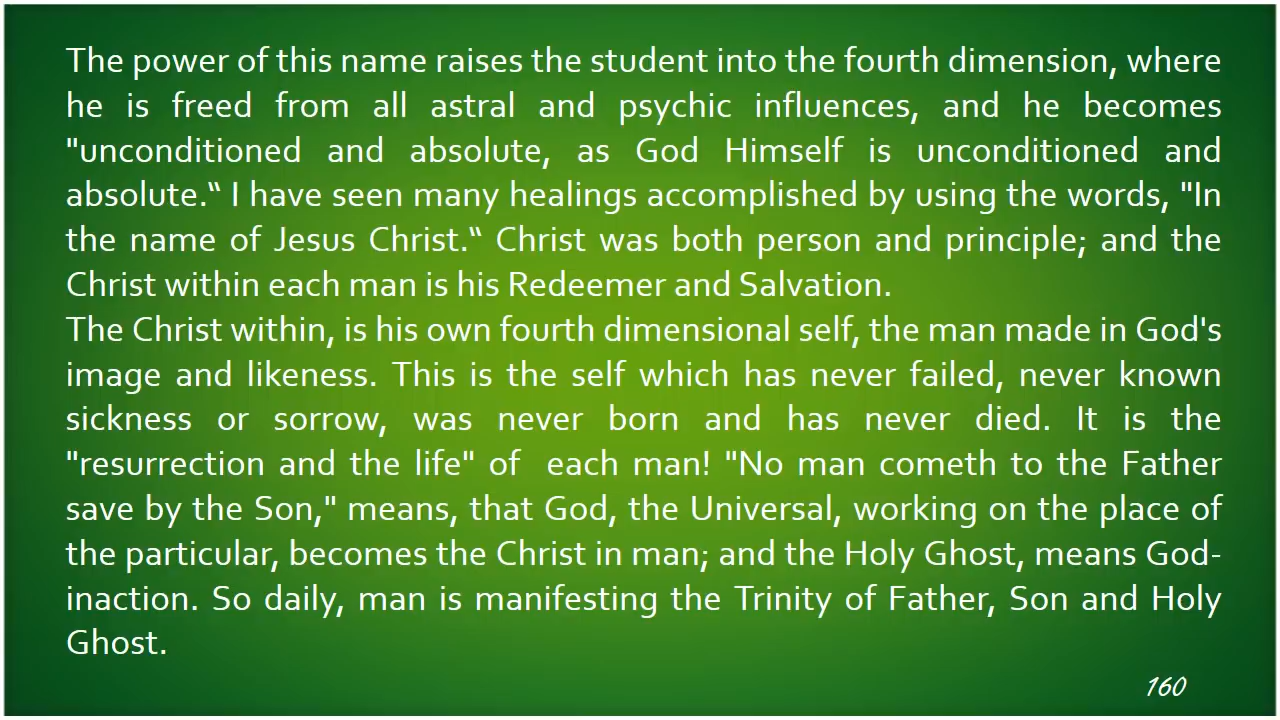 The power of this name raises the student into the fourth dimension, where
he is freed from all astral and psychic influences, and he becomes
"unconditioned and absolute, as God Himself is unconditioned and
absolute.“ I have seen many healings accomplished by using the words, "In
the name of Jesus Christ.“ Christ was both person and principle; and the
Christ within each man is his Redeemer and Salvation.
The Christ within, is his own fourth dimensional self, the man made in God's
image and likeness. This is the self which has never failed, never known
sickness or sorrow, was never born and has never died. It is the
"resurrection and the life" of  each man! "No man cometh to the Father
save by the Son," means, that God, the Universal, working on the place of
the particular, becomes the Christ in man; and the Holy Ghost, means God-
inaction. So daily, man is manifesting the Trinity of Father, Son and Holy
Ghost.
160